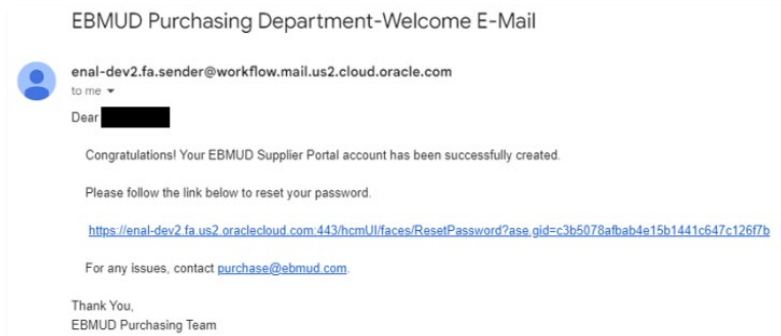 EBMUD Purchasing Department-Welcome E-Mail
enal-dev2.fa.sender@workflow.mail.us2.cloud.oracle.com
to me
Dear
Congratulations! Your EBMUD Supplier Portal account has been successfully created.
Please follow the link below to reset your password.
https://enal-dev2.fa.us2.oraclecloud.com:443/hcmUI/faces/ResetPassword?ase.gid=c3b5078afbab4e15b1441c647c126f7b
For any issues, contact purchase@ebmud.com.
Thank You,
EBMUD Purchasing Team